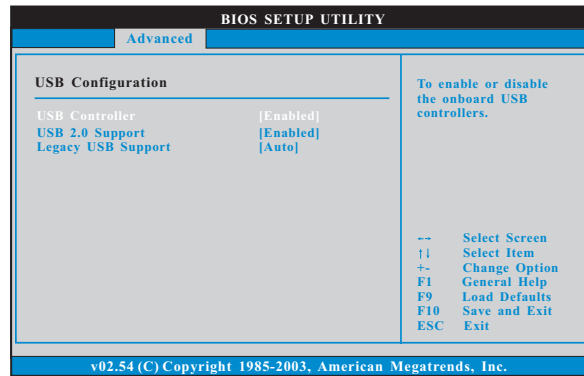 BIOS SETUP UTILITY
Advanced
USB Configuration
USB Controller [Enabled]
USB 2.0 Support [Enabled]
Legacy USB Support [Auto]
To enable or disable
the onboard USB
controllers.
←→ Select Screen
↑↓ Select Item
+- Change Option
F1 General Help
F9 Load Defaults
F10 Save and Exit
ESC Exit
v02.54 (C) Copyright 1985-2003, American Megatrends, Inc.